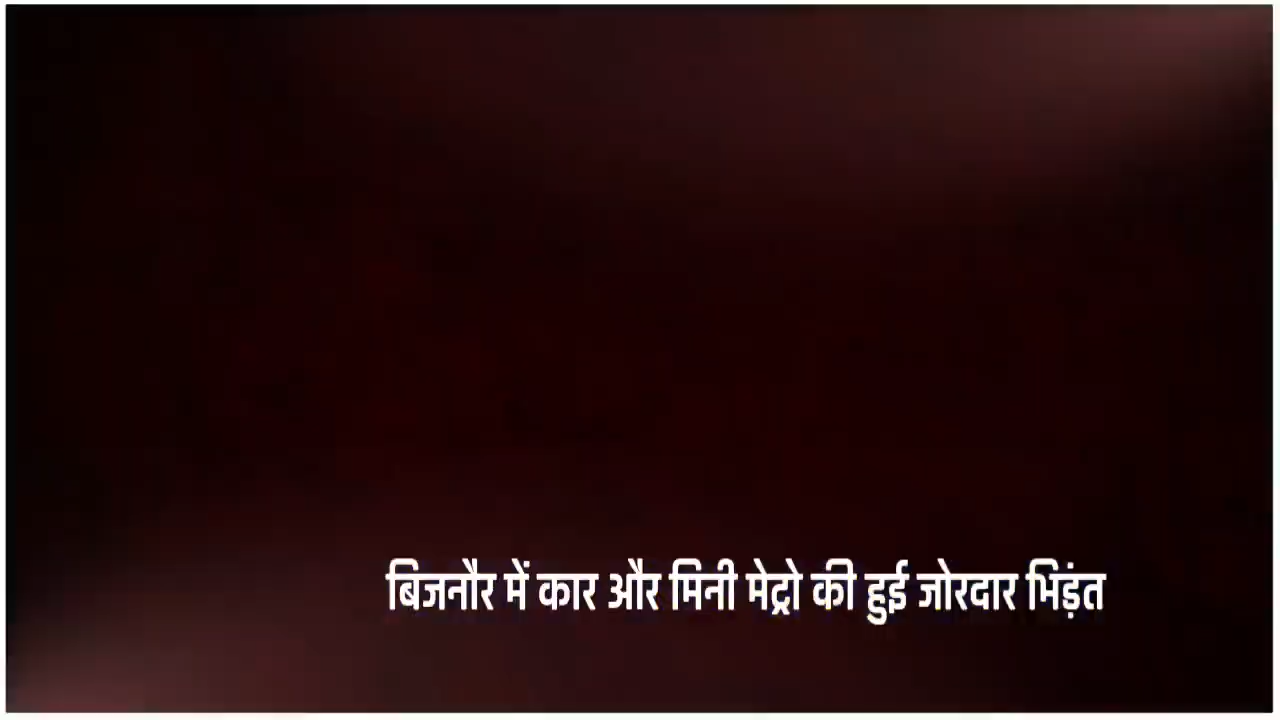 बिजनौर में कार और मिनी मेट्रो की हुई जोरदार भिड़ंत